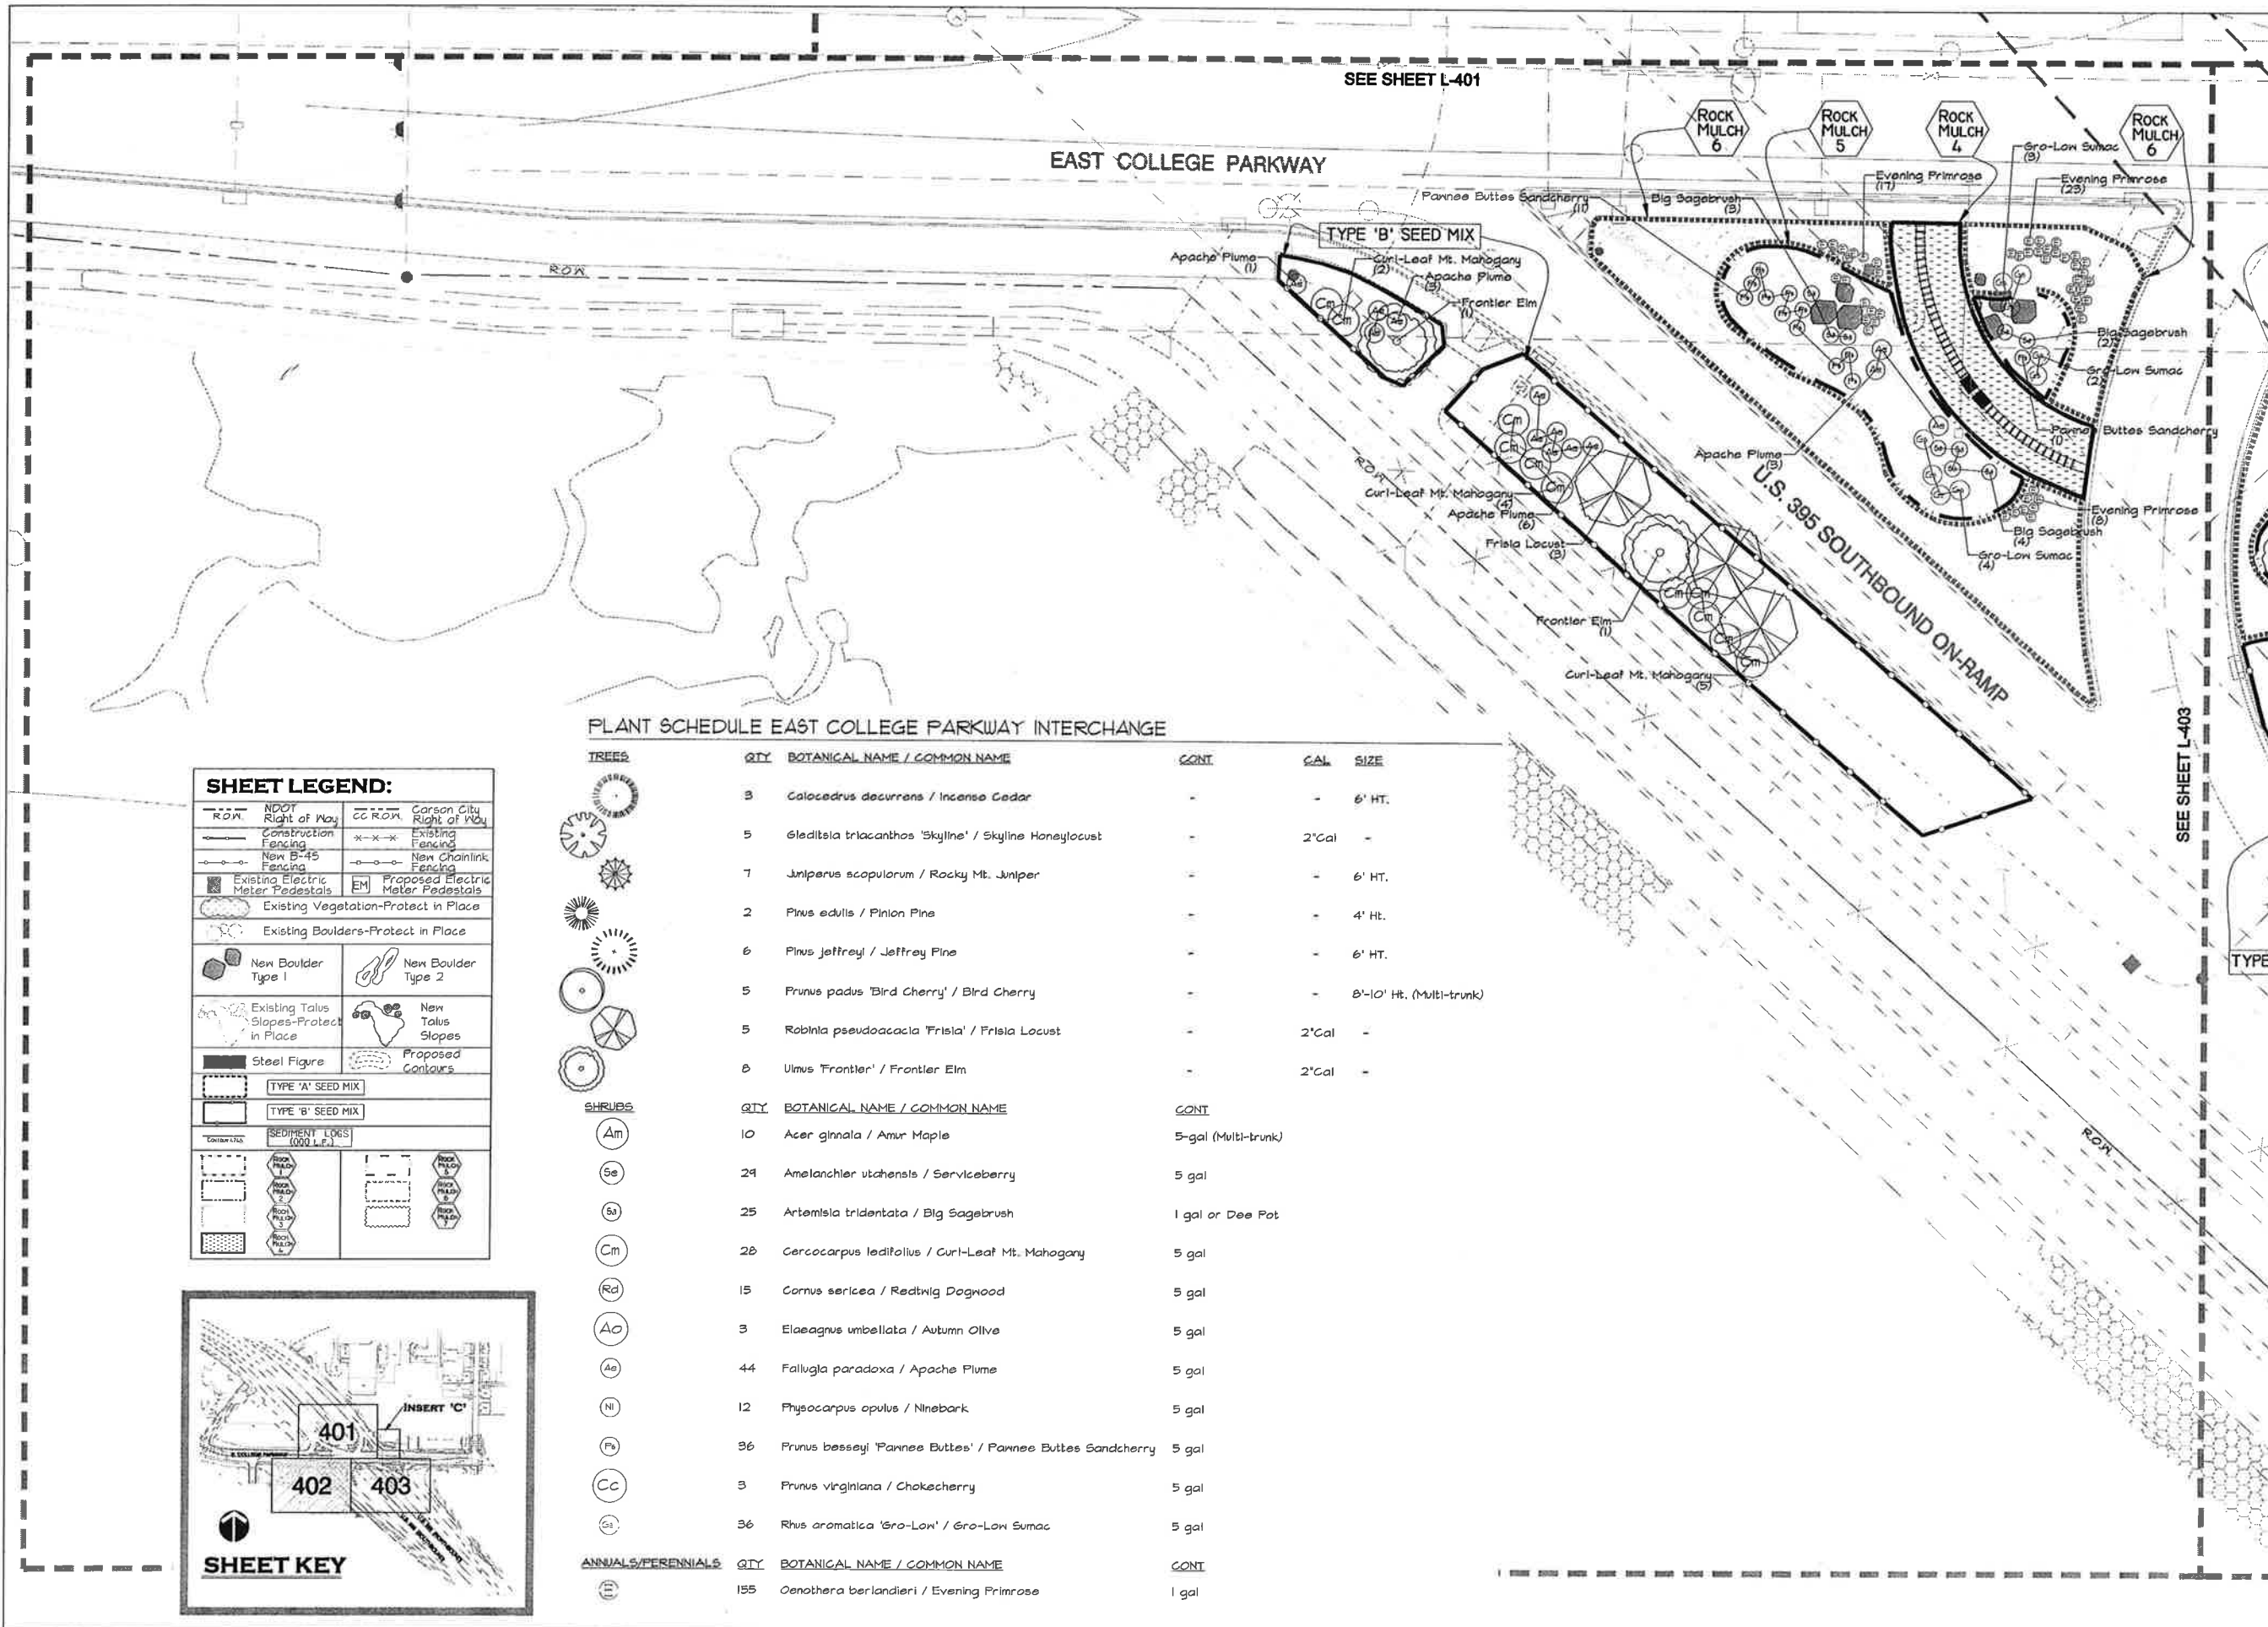 SEE SHEET L-401
EAST COLLEGE PARKWAY
ROCK
MULCH
6
ROCK
MULCH
5
ROCK
MULCH
4
ROCK
MULCH
6
Gro-Low Sumac
Evening Primrose
(17)
Evening Primrose
(23)
Pawnee Buttes Sandcherry
(11)
Big Sagebrush
(3)
TYPE 'B' SEED MIX
Apache Plume
(1)
Curl-Leaf Mt. Mahogany
(2)
Apache Plume
(3)
Frontier Elm
(1)
R.O.W.
Big Sagebrush
(2)
Gro-Low Sumac
(2)
Pawnee Buttes Sandcherry
(1)
Apache Plume
(3)
U.S. 395 SOUTHBOUND ON-RAMP
R.O.W.
Curl-Leaf Mt. Mahogany
(4)
Apache Plume
(6)
Frisia Locust
(3)
Evening Primrose
(8)
Big Sagebrush
(4)
Gro-Low Sumac
(4)
Frontier Elm
(1)
Curl-Leaf Mt. Mahogany
(5)
SEE SHEET L-403
TYPE
R.O.W.
PLANT SCHEDULE EAST COLLEGE PARKWAY INTERCHANGE
TREES QTY BOTANICAL NAME / COMMON NAME CONT CAL SIZE
3 Calocedrus decurrens / Incense Cedar - - 6' HT.
5 Gleditsia triacanthos 'Skyline' / Skyline Honeylocust - 2"Cal -
7 Juniperus scopulorum / Rocky Mt. Juniper - - 6' HT.
2 Pinus edulis / Pinion Pine - - 4' Ht.
6 Pinus jeffreyi / Jeffrey Pine - - 6' HT.
5 Prunus padus 'Bird Cherry' / Bird Cherry - - 8'-10' Ht. (Multi-trunk)
5 Robinia pseudoacacia 'Frisia' / Frisia Locust - 2"Cal -
8 Ulmus 'Frontier' / Frontier Elm - 2"Cal -
SHRUBS QTY BOTANICAL NAME / COMMON NAME CONT
Am 10 Acer ginnala / Amur Maple 5-gal (Multi-trunk)
Se 29 Amelanchier utahensis / Serviceberry 5 gal
Sa 25 Artemisia tridentata / Big Sagebrush 1 gal or Dee Pot
Cm 28 Cercocarpus ledifolius / Curl-Leaf Mt. Mahogany 5 gal
Rd 15 Cornus sericea / Redtwig Dogwood 5 gal
Ao 3 Elaeagnus umbellata / Autumn Olive 5 gal
44 Fallugia paradoxa / Apache Plume 5 gal
Ni 12 Physocarpus opulus / Ninebark 5 gal
36 Prunus besseyi 'Pawnee Buttes' / Pawnee Buttes Sandcherry 5 gal
Cc 3 Prunus virginiana / Chokecherry 5 gal
36 Rhus aromatica 'Gro-Low' / Gro-Low Sumac 5 gal
ANNUALS/PERENNIALS QTY BOTANICAL NAME / COMMON NAME CONT
E 155 Oenothera berlandieri / Evening Primrose 1 gal
SHEET LEGEND:
R.O.W. NDOT Right of Way
CC R.O.W. Carson City Right of Way
Construction Fencing
Existing Fencing
New B-45 Fencing
New Chainlink Fencing
Existing Electric Meter Pedestals
EM Proposed Electric Meter Pedestals
Existing Vegetation-Protect in Place
Existing Boulders-Protect in Place
New Boulder
Type 1
New Boulder
Type 2
Existing Talus
Slopes-Protect
in Place
New
Talus
Slopes
Steel Figure
Proposed
Contours
TYPE 'A' SEED MIX
TYPE 'B' SEED MIX
SEDIMENT LOGS
(000 L.F.)
INSERT 'C'
401
402
403
SHEET KEY